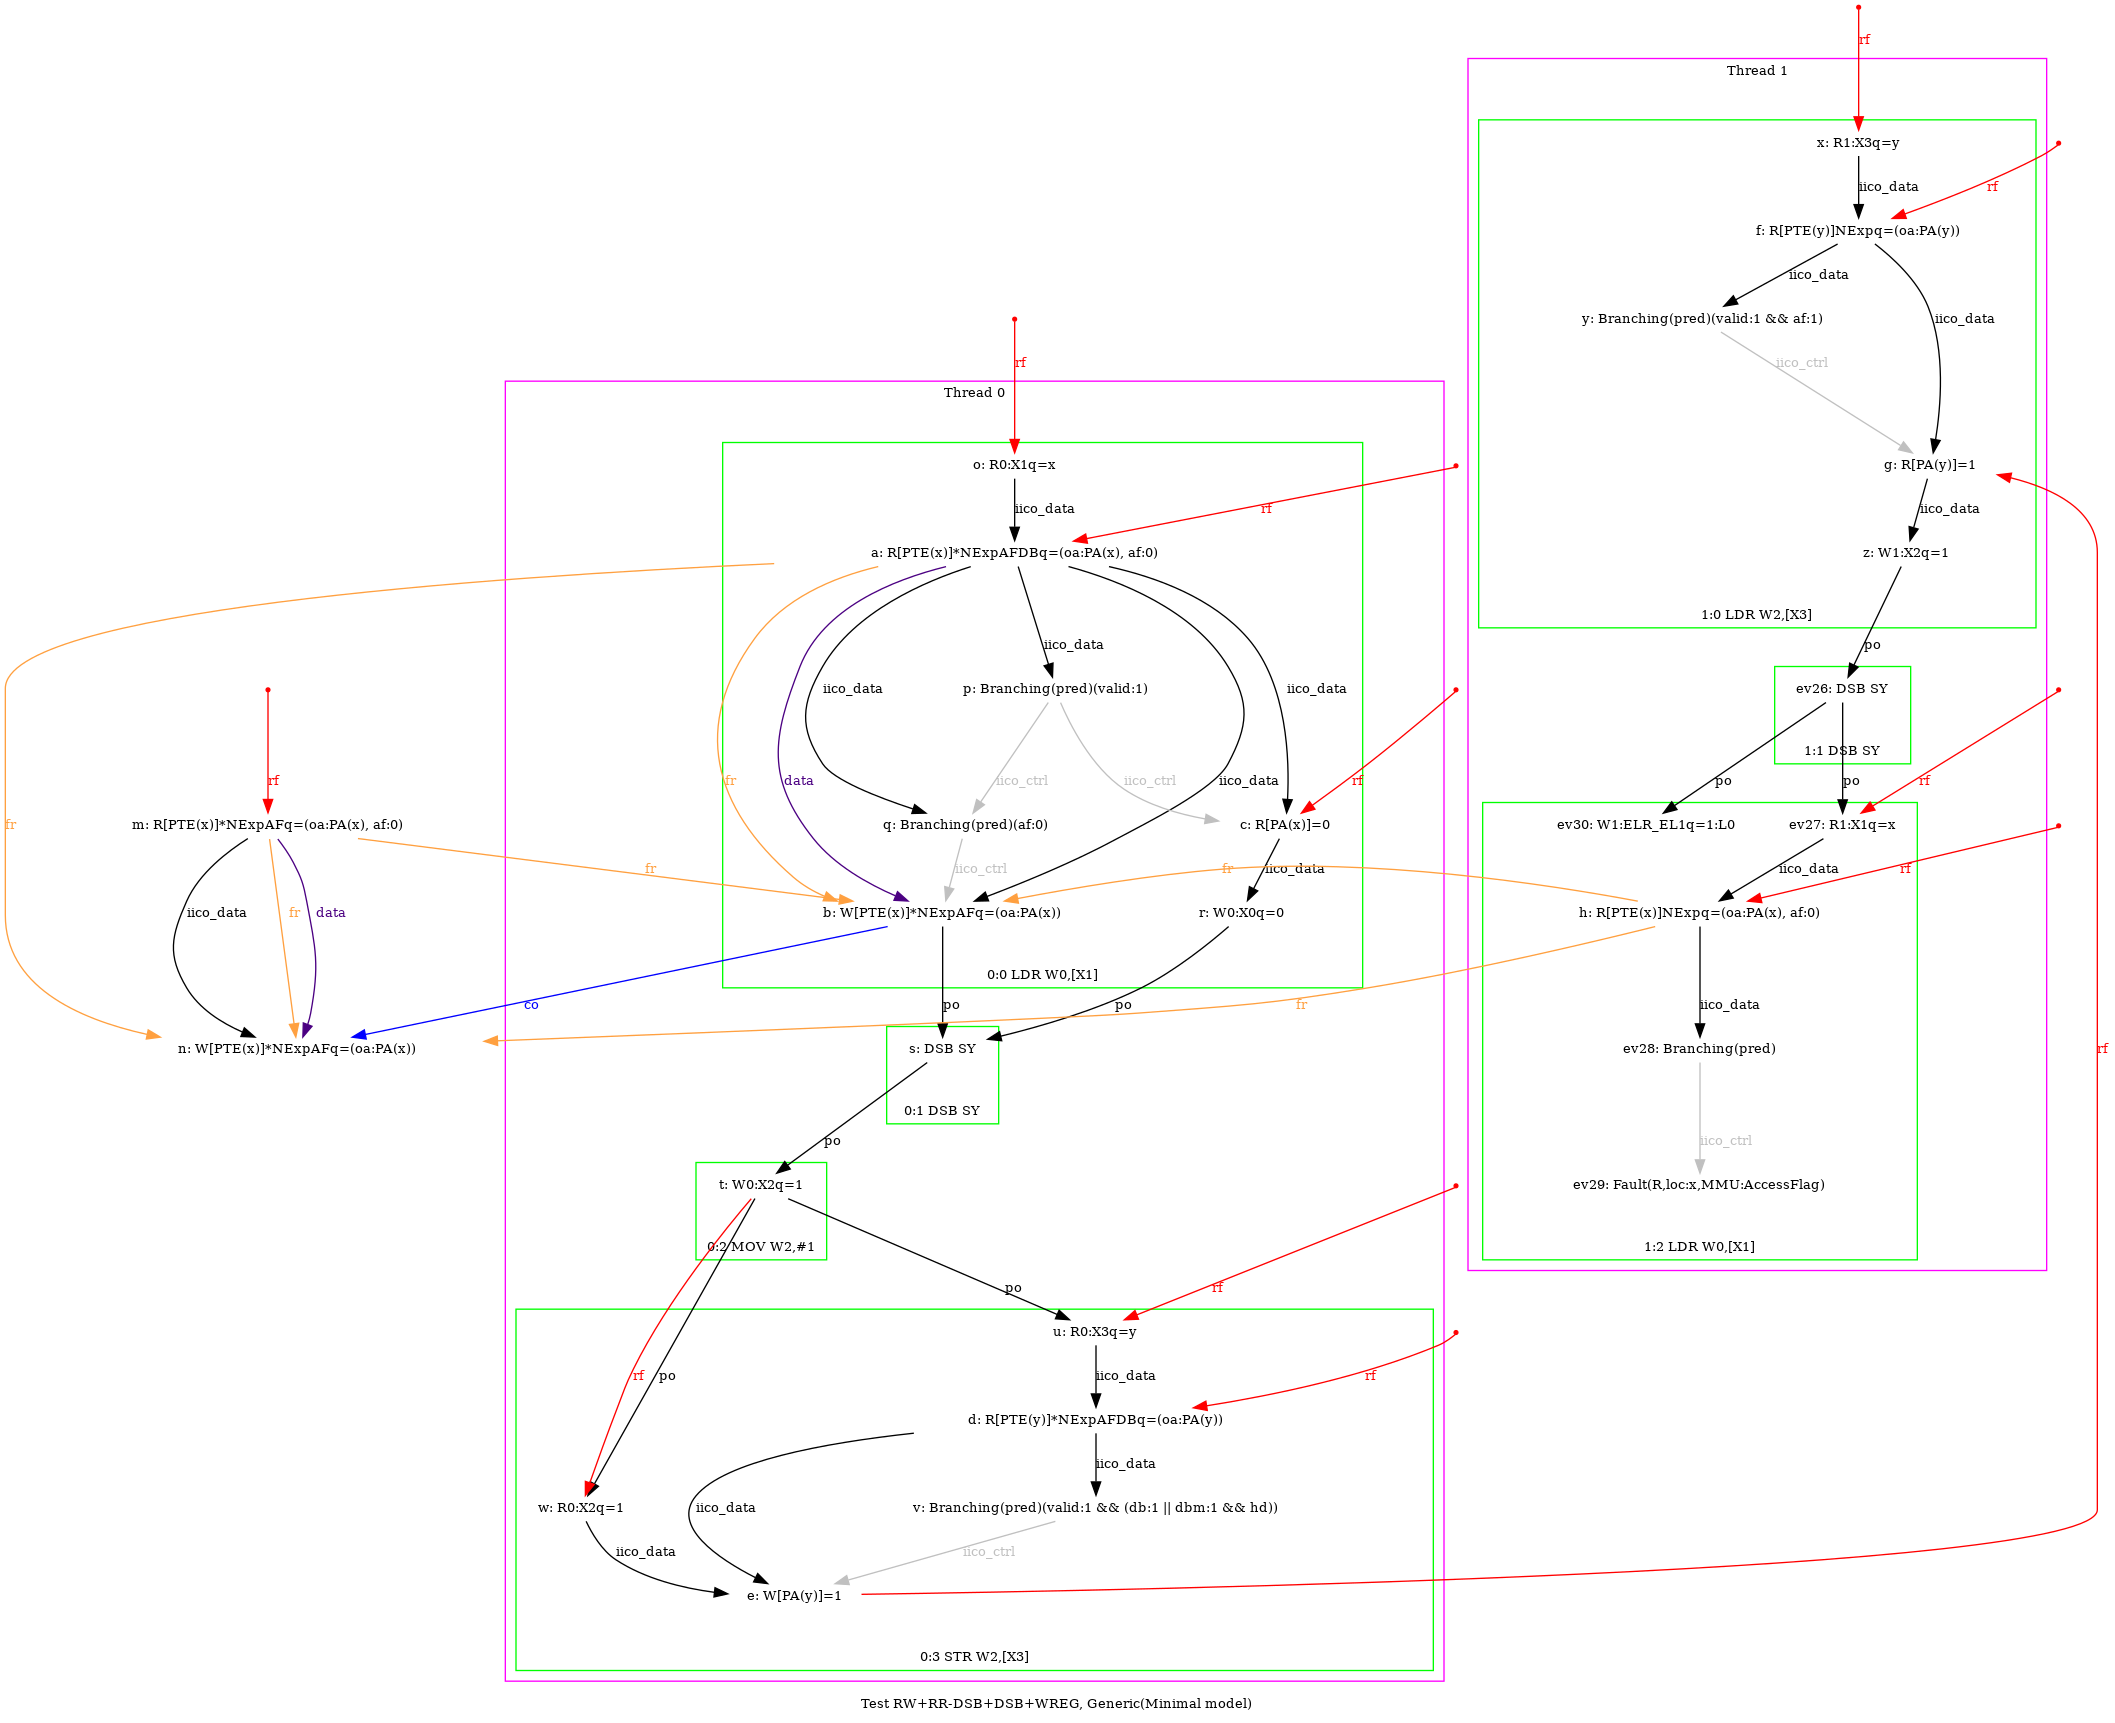 rf
Thread 1
x: R1:X3q=y
iico_data
rf
f: R[PTE(y)]NExpq=(oa:PA(y))
iico_data
y: Branching(pred)(valid:1 && af:1)
iico_data
iico_ctrl
g: R[PA(y)]=1
iico_data
z: W1:X2q=1
1:0 LDR W2,[X3]
po
ev26: DSB SY
1:1 DSB SY
po
po
rf
ev30: W1:ELR_EL1q=1:L0
ev27: R1:X1q=x
iico_data
rf
h: R[PTE(x)]NExpq=(oa:PA(x), af:0)
iico_data
ev28: Branching(pred)
iico_ctrl
ev29: Fault(R,loc:x,MMU:AccessFlag)
1:2 LDR W0,[X1]
rf
rf
Thread 0
o: R0:X1q=x
iico_data
rf
a: R[PTE(x)]*NExpAFDBq=(oa:PA(x), af:0)
iico_data
iico_data
p: Branching(pred)(valid:1)
iico_data
fr
data
iico_ctrl
iico_ctrl
iico_data
rf
q: Branching(pred)(af:0)
c: R[PA(x)]=0
iico_ctrl
fr
iico_data
b: W[PTE(x)]*NExpAFq=(oa:PA(x))
r: W0:X0q=0
0:0 LDR W0,[X1]
po
po
fr
s: DSB SY
0:1 DSB SY
po
t: W0:X2q=1
0:2 MOV W2,#1
po
rf
u: R0:X3q=y
rf
po
iico_data
rf
d: R[PTE(y)]*NExpAFDBq=(oa:PA(y))
iico_data
w: R0:X2q=1
iico_data
v: Branching(pred)(valid:1 && (db:1 || dbm:1 && hd))
iico_data
iico_ctrl
e: W[PA(y)]=1
0:3 STR W2,[X3]
rf
fr
m: R[PTE(x)]*NExpAFq=(oa:PA(x), af:0)
fr
iico_data
fr
data
co
n: W[PTE(x)]*NExpAFq=(oa:PA(x))
Test RW+RR-DSB+DSB+WREG, Generic(Minimal model)